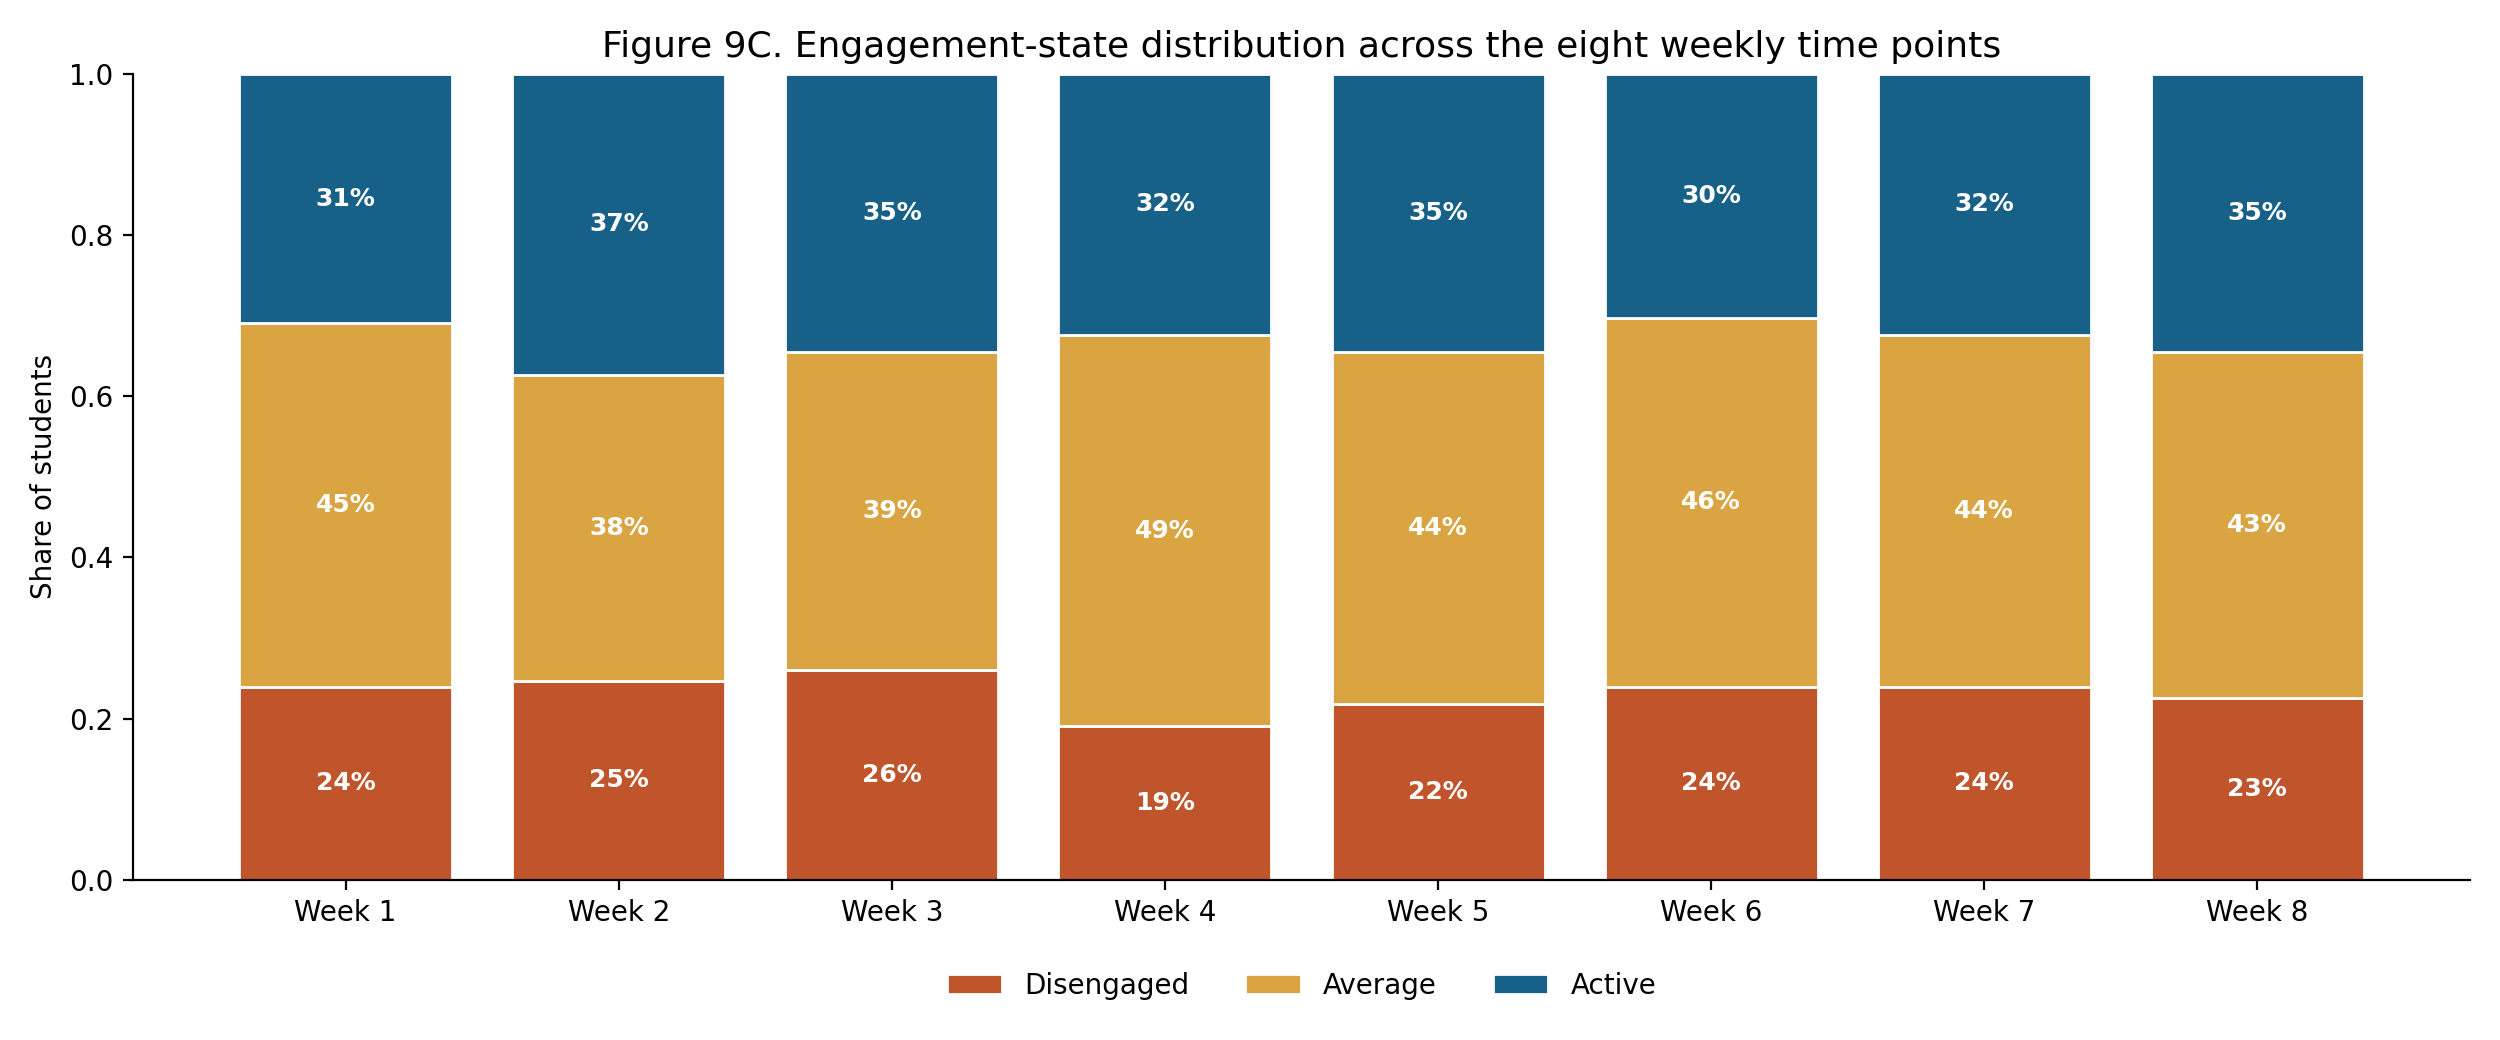 Figure 9C. Engagement-state distribution across the eight weekly time points
Share of students
1.0
0.8
0.6
0.4
0.2
0.0
31% 37% 35% 32% 35% 30% 32% 35%
45% 38% 39% 49% 44% 46% 44% 43%
24% 25% 26% 19% 22% 24% 24% 23%
Week 1 Week 2 Week 3 Week 4 Week 5 Week 6 Week 7 Week 8
Disengaged Average Active